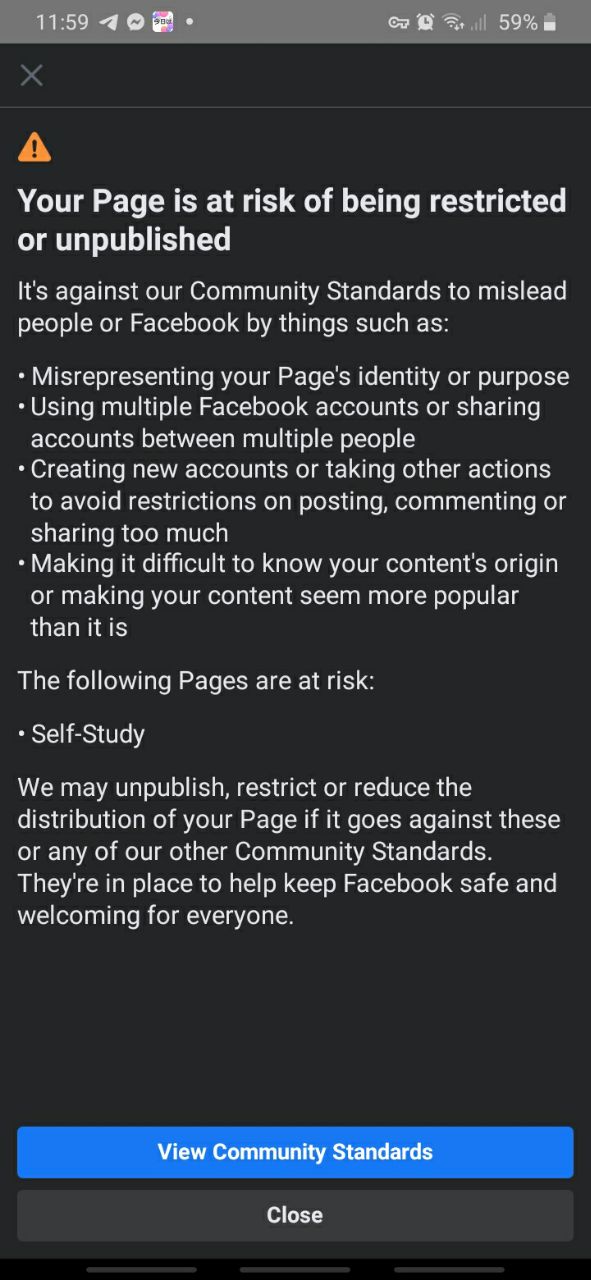 11:59
59%
Your Page is at risk of being restricted
or unpublished
It's against our Community Standards to mislead
people or Facebook by things such as:
• Misrepresenting your Page's identity or purpose
• Using multiple Facebook accounts or sharing
accounts between multiple people
• Creating new accounts or taking other actions
to avoid restrictions on posting, commenting or
sharing too much
• Making it difficult to know your content's origin
or making your content seem more popular
than it is
The following Pages are at risk:
• Self-Study
We may unpublish, restrict or reduce the
distribution of your Page if it goes against these
or any of our other Community Standards.
They're in place to help keep Facebook safe and
welcoming for everyone.
View Community Standards
Close